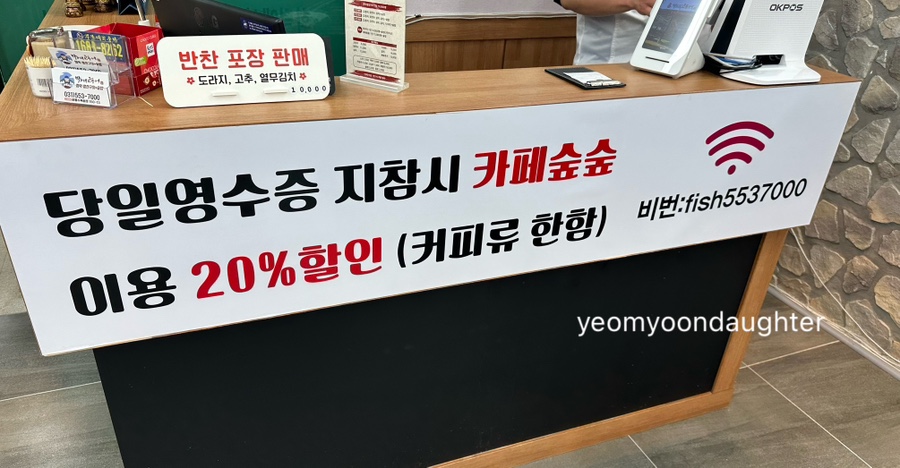 OKPOS
반찬 포장 판매
도라지, 고추, 열무김치
10,000
당일영수증 지참시 카페숲숲
이용 20%할인 (커피류 한함)
비번:fish5537000
yeomyoondaughter